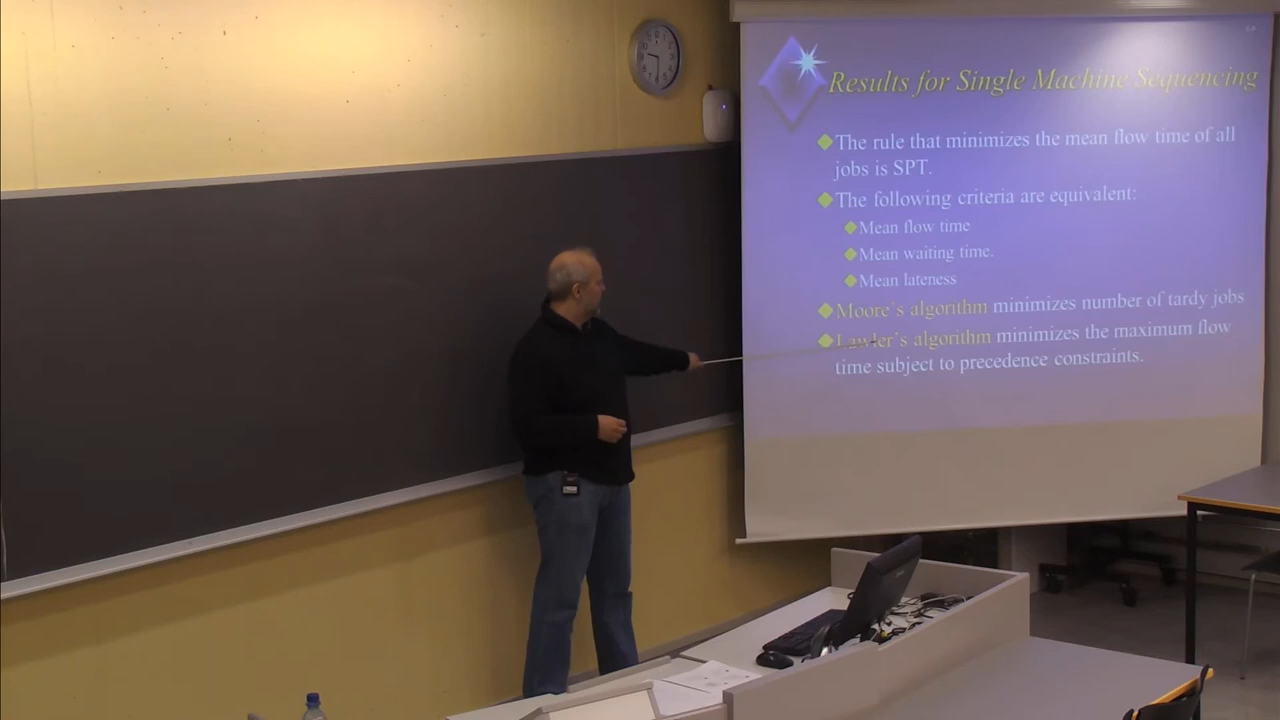 Results for Single Machine Sequencing
The rule that minimizes the mean flow time of all
jobs is SPT.
The following criteria are equivalent:
Mean flow time
Mean waiting time.
Mean lateness
Moore's algorithm minimizes number of tardy jobs
Lawler's algorithm minimizes the maximum flow
time subject to precedence constraints.